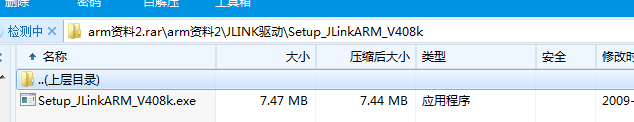 删除 密码 自解压 工具箱
检测中 arm资料2.rar\arm资料2\JLINK驱动\Setup_JLinkARM_V408k
名称 大小 压缩后大小 类型 安全 修改时
..(上层目录)
Setup_JLinkARM_V408k.exe 7.47 MB 7.44 MB 应用程序 2009-